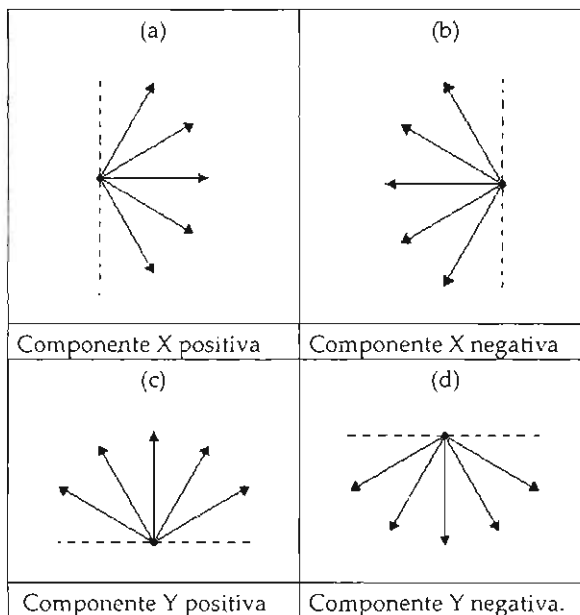 (a)
(b)
Componente X positiva
Componente X negativa
(c)
(d)
Componente Y positiva
Componente Y negativa.